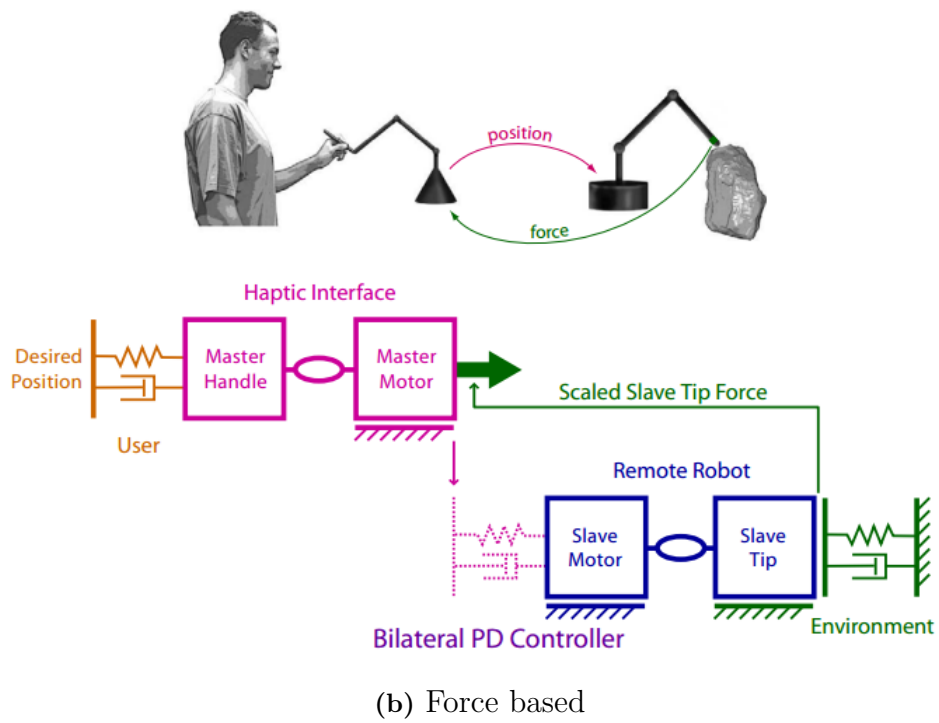 position
force
Haptic Interface
Desired
Position
Master
Handle
Master
Motor
User
Scaled Slave Tip Force
Remote Robot
Slave
Motor
Slave
Tip
Bilateral PD Controller
Environment
(b) Force based